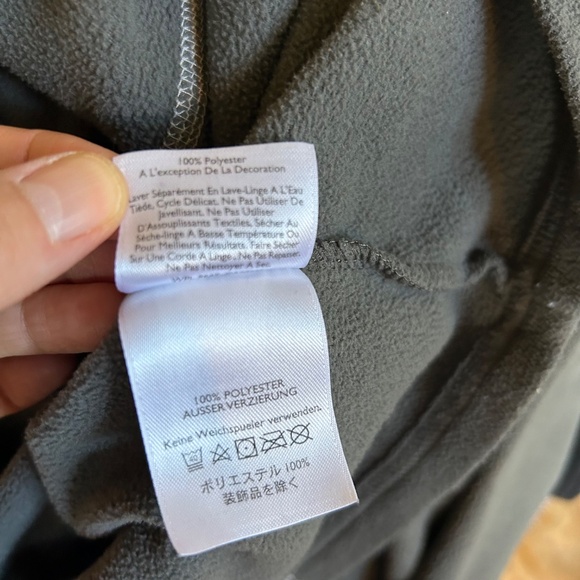 100% Polyester
A L'exception De La Decoration
Laver Séparément En Lave-Linge A L'Eau
Tiède, Cycle Délicat. Ne Pas Utiliser De
Javellisant. Ne Pas Utiliser
D'Assouplissants Textiles, Sécher Au
Sèche-linge A Basse Température Ou
Pour Meilleurs Résultats, Faire Sécher
Sur Une Corde A Linge. Ne Pas Repasser.
Ne Pas Nettoyer A Sec
100% POLYESTER
AUSSER VERZIERUNG
Keine Weichspueler verwenden.
40
ポリエステル 100%
装飾品を除く